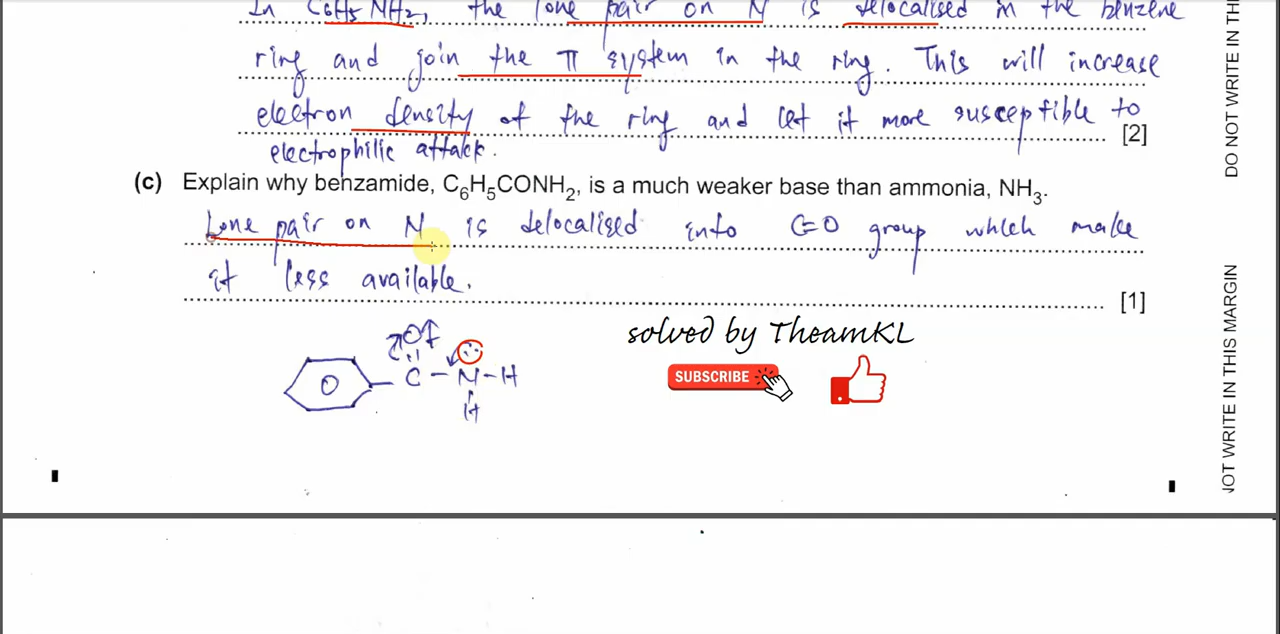 In C6H5NH2, the lone pair on N is delocalised in the benzene
ring and join the π system in the ring. This will increase
electron density of the ring and let it more susceptible to
[2]
electrophilic attack.
(c) Explain why benzamide, C6H5CONH2, is a much weaker base than ammonia, NH3.
Lone pair on N is delocalised into C=O group which make
it less available.
[1]
solved by TheamKL
SUBSCRIBE
O
C - N - H
H
DO NOT WRITE IN TH
NOT WRITE IN THIS MARGIN